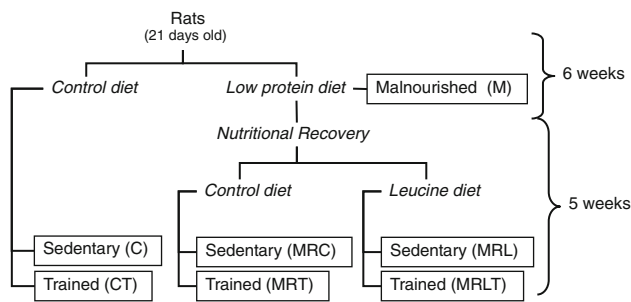 Rats
(21 days old)
Control diet
Low protein diet
Malnourished (M)
6 weeks
Nutritional Recovery
Control diet
Leucine diet
5 weeks
Sedentary (C)
Sedentary (MRC)
Sedentary (MRL)
Trained (CT)
Trained (MRT)
Trained (MRLT)